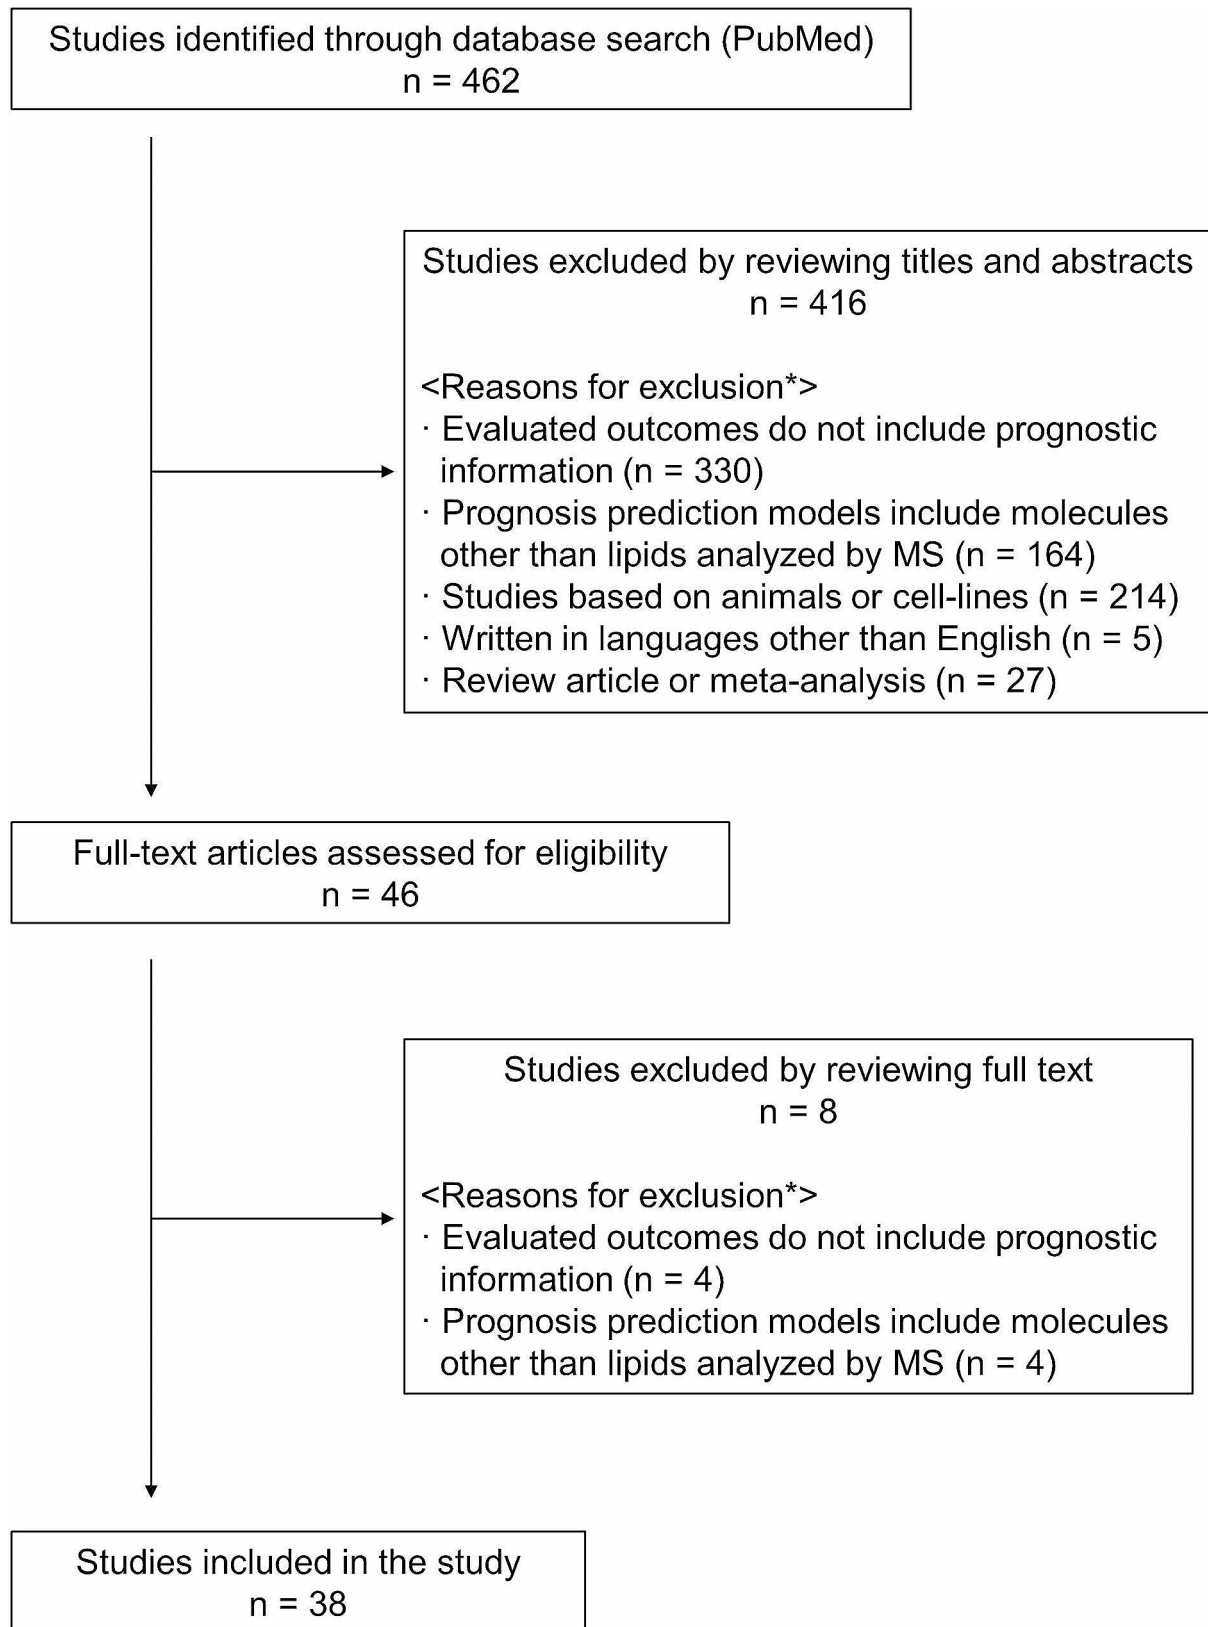 Studies identified through database search (PubMed)
n = 462
Studies excluded by reviewing titles and abstracts
n = 416
<Reasons for exclusion*>
· Evaluated outcomes do not include prognostic
information (n = 330)
· Prognosis prediction models include molecules
other than lipids analyzed by MS (n = 164)
· Studies based on animals or cell-lines (n = 214)
· Written in languages other than English (n = 5)
· Review article or meta-analysis (n = 27)
Full-text articles assessed for eligibility
n = 46
Studies excluded by reviewing full text
n = 8
<Reasons for exclusion*>
· Evaluated outcomes do not include prognostic
information (n = 4)
· Prognosis prediction models include molecules
other than lipids analyzed by MS (n = 4)
Studies included in the study
n = 38